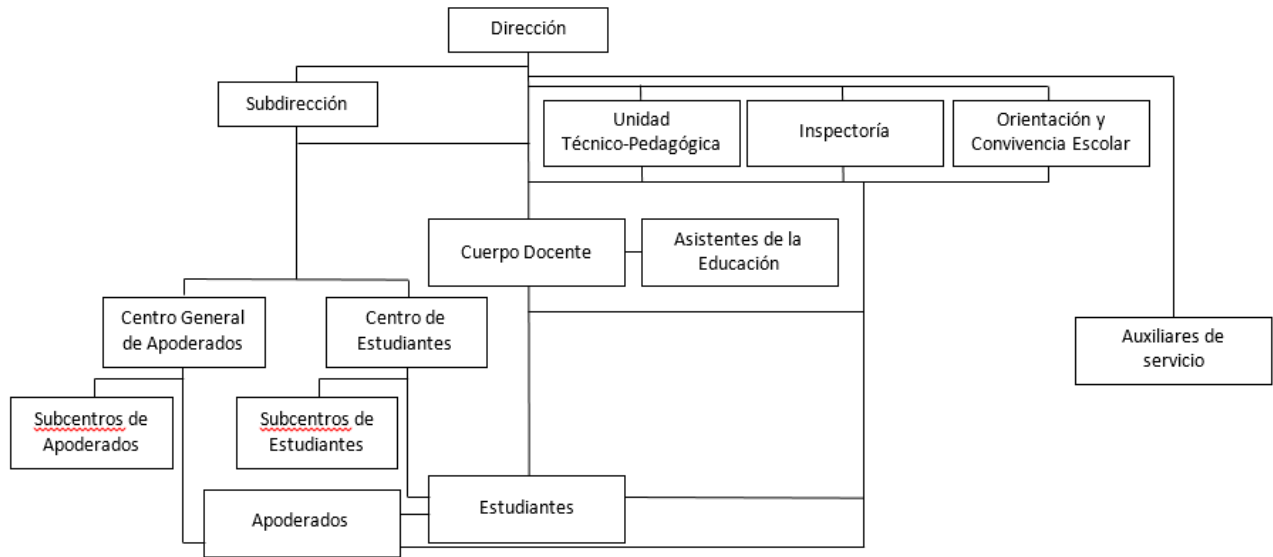 Dirección
Subdirección
Unidad
Técnico-Pedagógica
Inspectoría
Orientación y
Convivencia Escolar
Cuerpo Docente
Asistentes de la
Educación
Centro General
de Apoderados
Centro de
Estudiantes
Auxiliares de
servicio
Subcentros de
Apoderados
Subcentros de
Estudiantes
Apoderados
Estudiantes